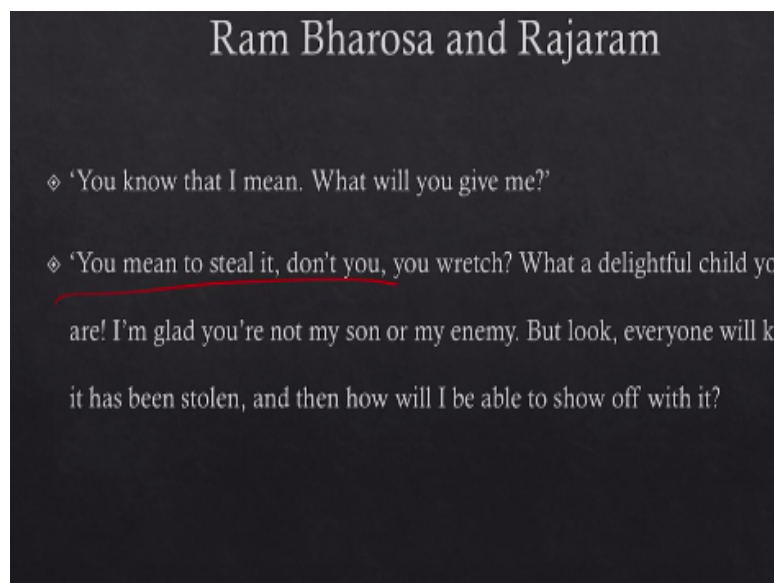 Ram Bharosa and Rajaram
‘You know that I mean. What will you give me?’
‘You mean to steal it, don’t you, you wretch? What a delightful child
are! I’m glad you’re not my son or my enemy. But look, everyone will
it has been stolen, and then how will I be able to show off with it?